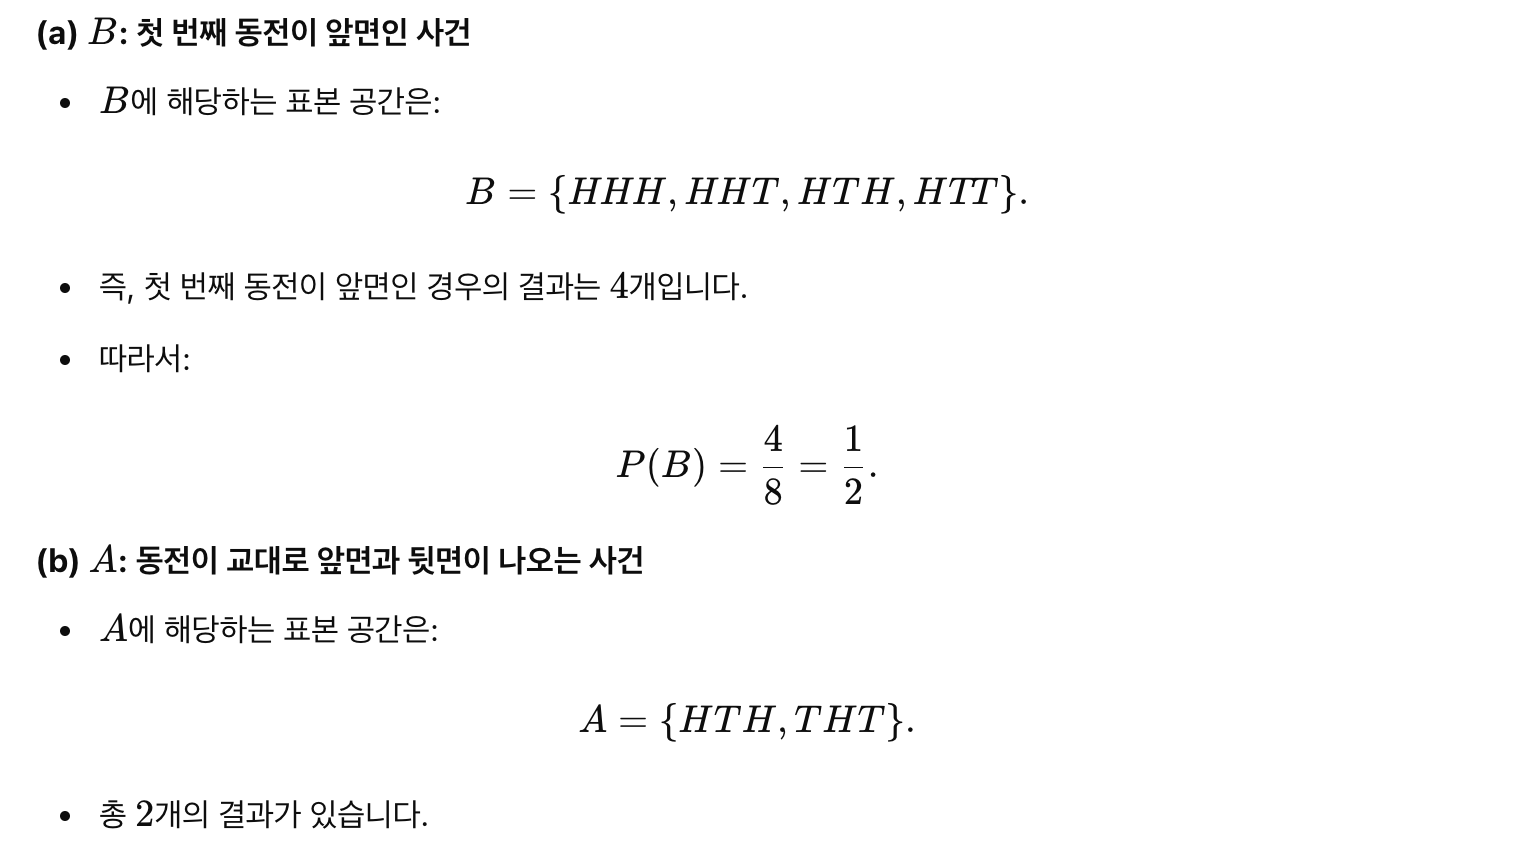 (a) B: 첫 번째 동전이 앞면인 사건
• B에 해당하는 표본 공간은:
B = {HHH, HHT, HTH, HTT}.
• 즉, 첫 번째 동전이 앞면인 경우의 결과는 4개입니다.
• 따라서:
P(B) = 4/8 = 1/2.
(b) A: 동전이 교대로 앞면과 뒷면이 나오는 사건
• A에 해당하는 표본 공간은:
A = {HTH, THT}.
• 총 2개의 결과가 있습니다.